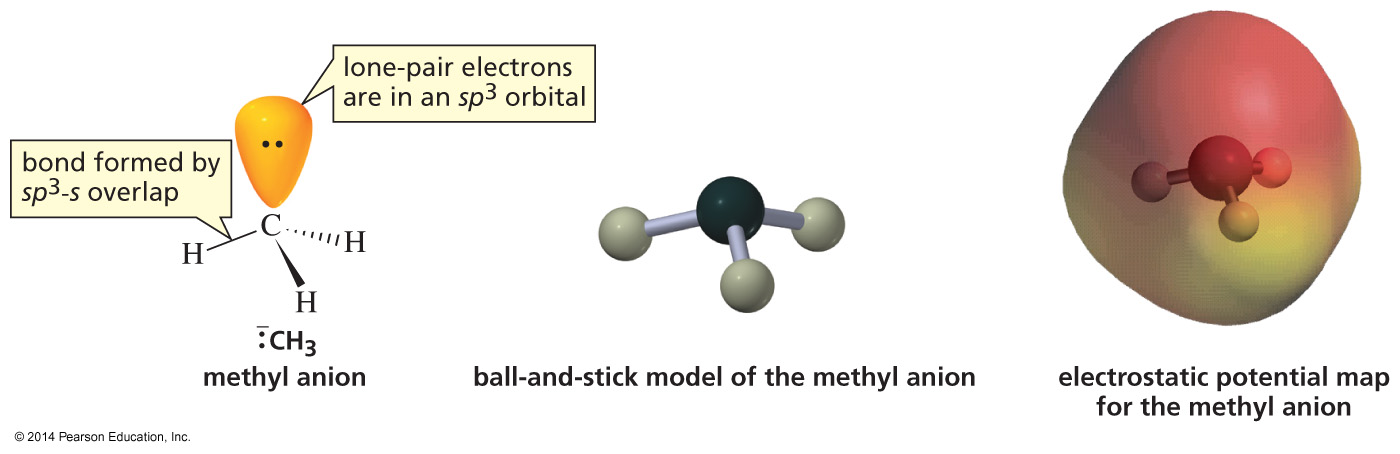 lone-pair electrons
are in an sp³ orbital
bond formed by
sp³-s overlap
C
H
H
H
:C̅H₃
methyl anion
ball-and-stick model of the methyl anion
electrostatic potential map
for the methyl anion
© 2014 Pearson Education, Inc.